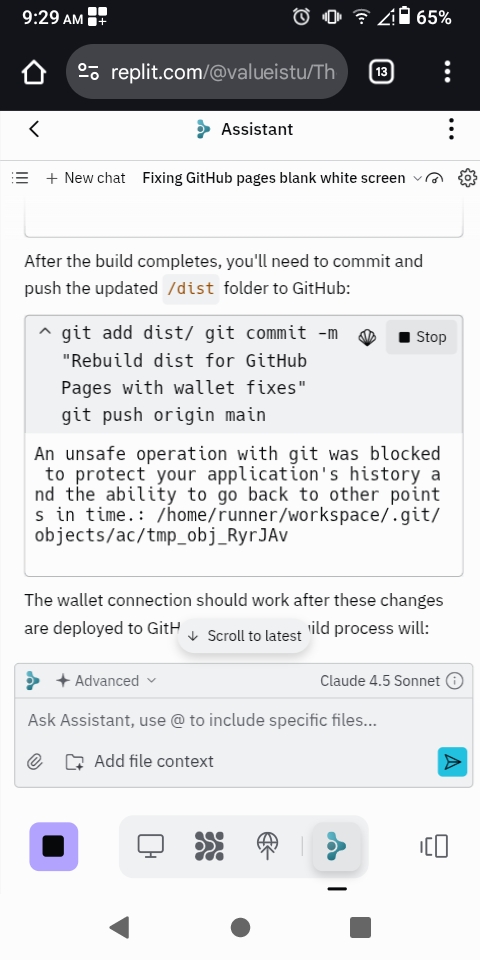 9:29 AM
65%
replit.com/@valueistu/Th
13
Assistant
+ New chat Fixing GitHub pages blank white screen
After the build completes, you'll need to commit and
push the updated /dist folder to GitHub:
git add dist/ git commit -m
"Rebuild dist for GitHub
Pages with wallet fixes"
git push origin main
Stop
An unsafe operation with git was blocked
to protect your application's history a
nd the ability to go back to other point
s in time.: /home/runner/workspace/.git/
objects/ac/tmp_obj_RyrJAv
The wallet connection should work after these changes
are deployed to GitH ild process will:
Scroll to latest
Advanced Claude 4.5 Sonnet
Ask Assistant, use @ to include specific files...
Add file context